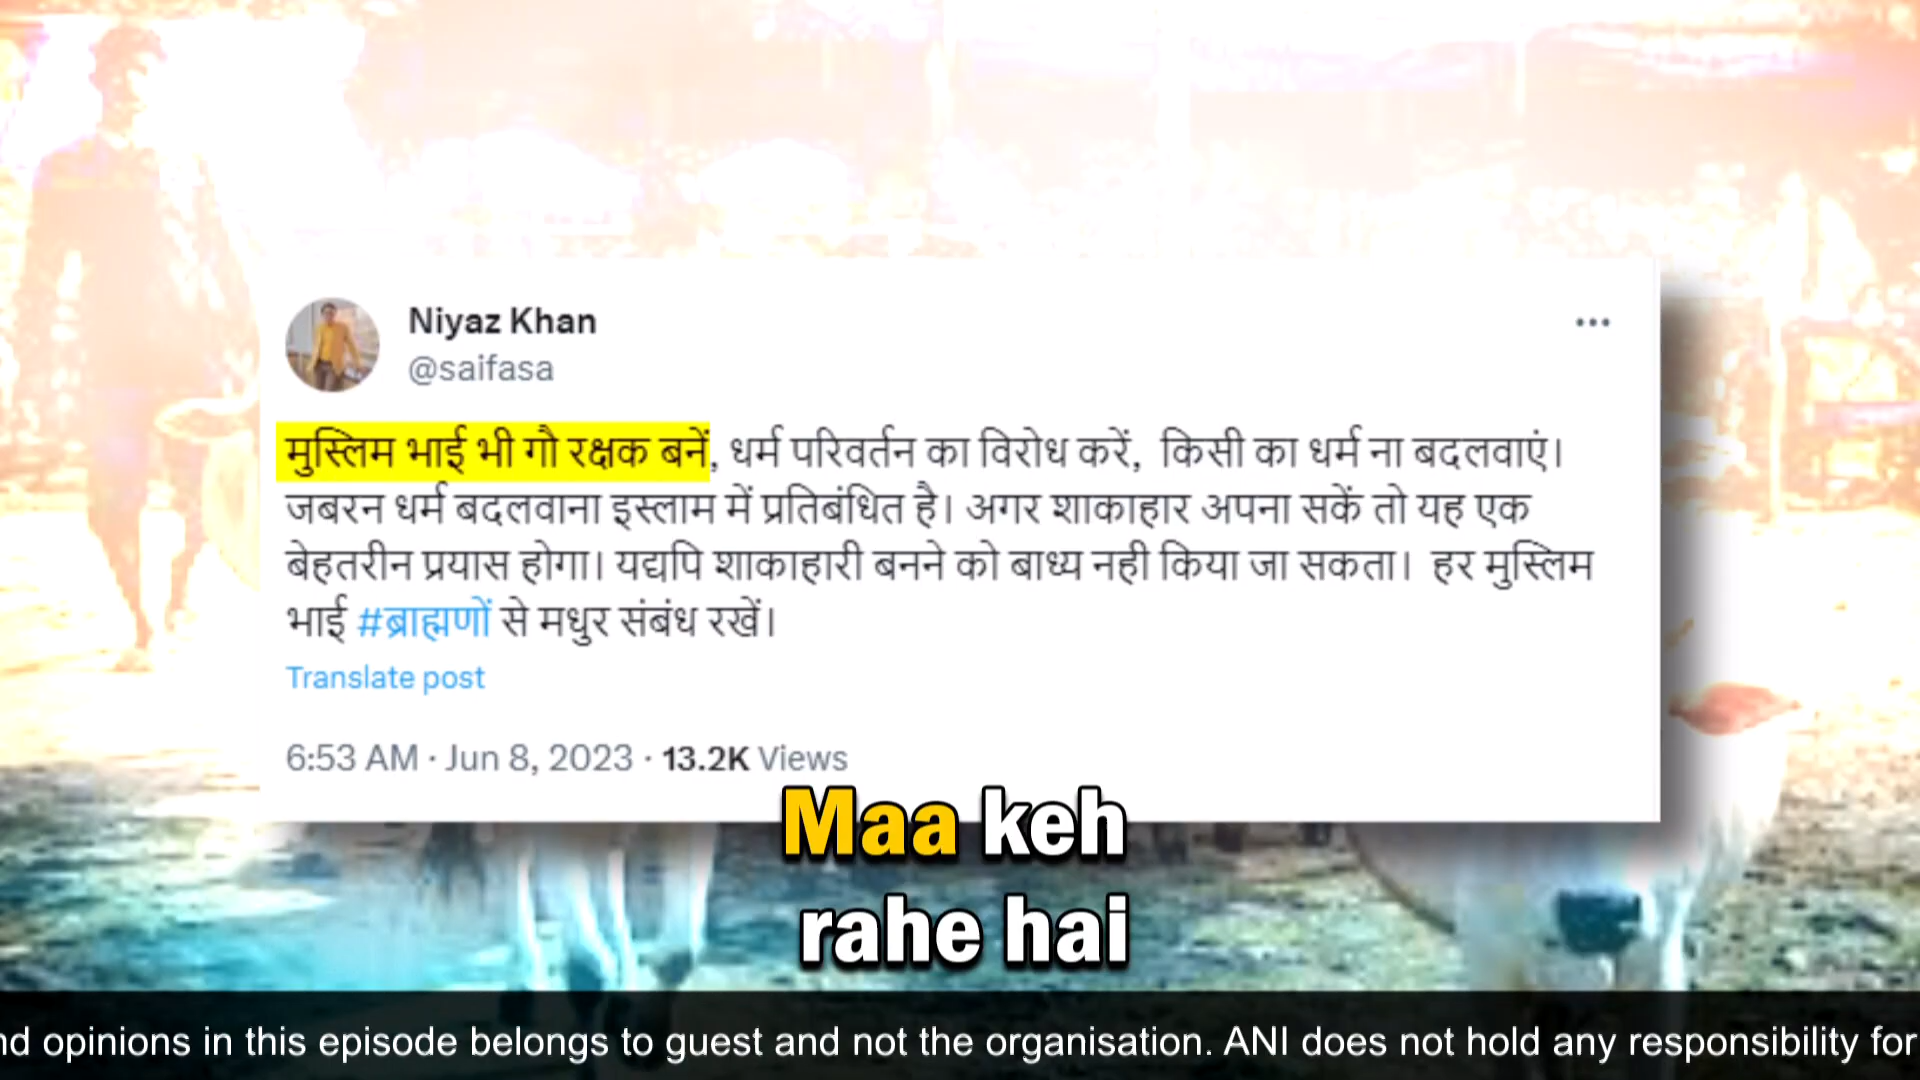 Niyaz Khan
@saifasa
मुस्लिम भाई भी गौ रक्षक बनें, धर्म परिवर्तन का विरोध करें, किसी का धर्म ना बदलवाएं।
जबरन धर्म बदलवाना इस्लाम में प्रतिबंधित है। अगर शाकाहार अपना सकें तो यह एक
बेहतरीन प्रयास होगा। यद्यपि शाकाहारी बनने को बाध्य नही किया जा सकता। हर मुस्लिम
भाई #ब्राह्मणों से मधुर संबंध रखें।
Translate post
6:53 AM · Jun 8, 2023 · 13.2K Views
Maa keh
rahe hai
opinions in this episode belongs to guest and not the organisation. ANI does not hold any responsibility for